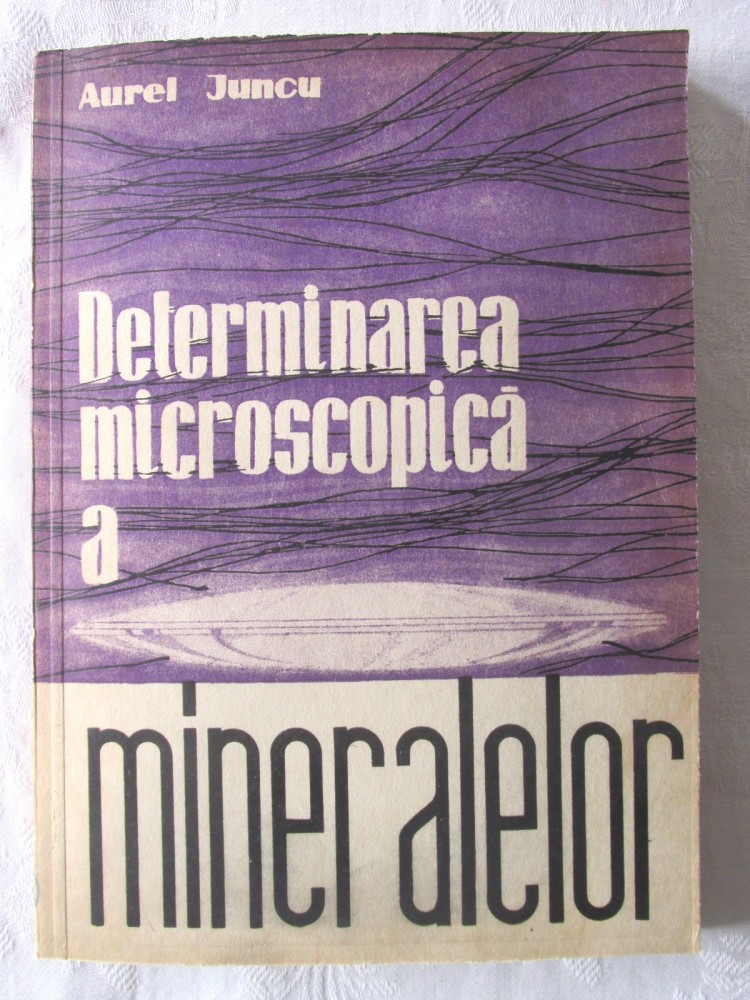 Aurel Juncu
Determinarea
microscopică
a
mineralelor